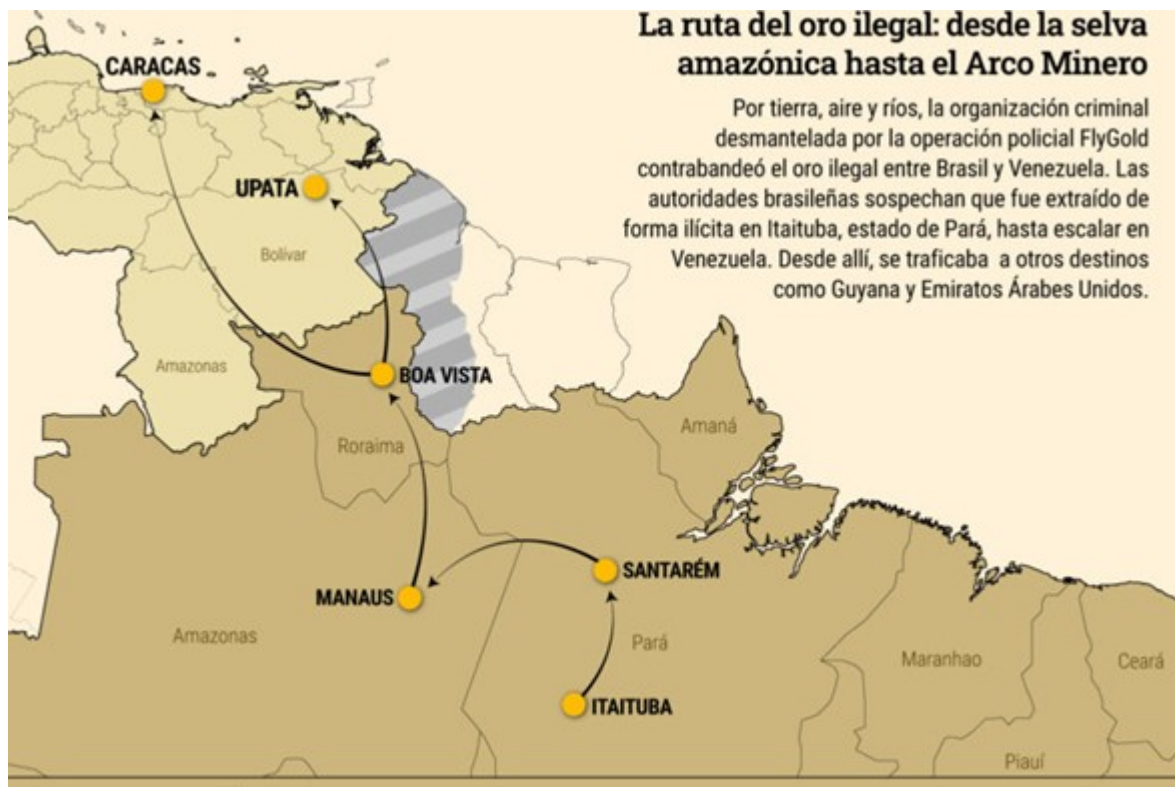 La ruta del oro ilegal: desde la selva
amazónica hasta el Arco Minero
Por tierra, aire y ríos, la organización criminal
desmantelada por la operación policial FlyGold
contrabandeó el oro ilegal entre Brasil y Venezuela. Las
autoridades brasileñas sospechan que fue extraído de
forma ilícita en Itaituba, estado de Pará, hasta escalar en
Venezuela. Desde allí, se traficaba a otros destinos
como Guyana y Emiratos Árabes Unidos.
CARACAS
UPATA
Bolívar
Amazonas
BOA VISTA
Roraima
Amaná
SANTARÉM
MANAUS
Amazonas
Pará
Maranhao
Ceará
ITAITUBA
Piauí